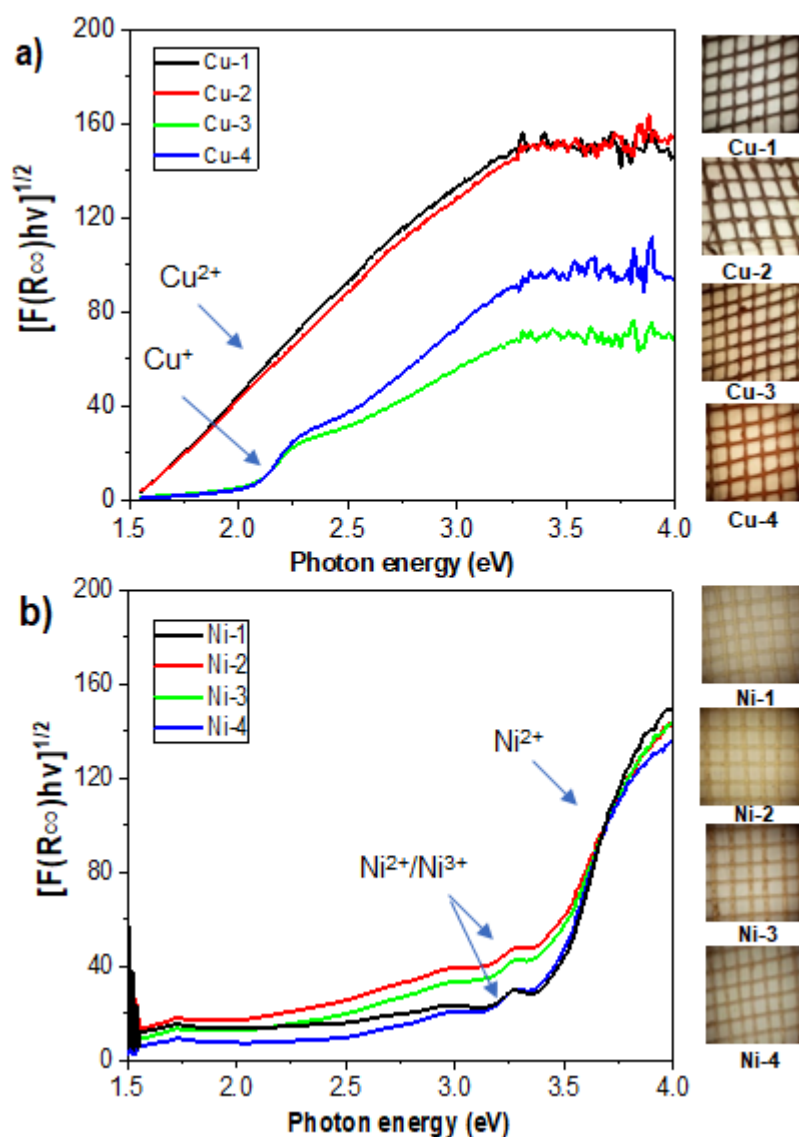 a)
[F(R∞)hν]¹ᐟ²
200
160
120
80
40
0
Cu-1
Cu-2
Cu-3
Cu-4
Cu²⁺
Cu⁺
1.5 2.0 2.5 3.0 3.5 4.0
Photon energy (eV)
Cu-1
Cu-2
Cu-3
Cu-4
b)
[F(R∞)hν]¹ᐟ²
200
160
120
80
40
0
Ni-1
Ni-2
Ni-3
Ni-4
Ni²⁺
Ni²⁺/Ni³⁺
1.5 2.0 2.5 3.0 3.5 4.0
Photon energy (eV)
Ni-1
Ni-2
Ni-3
Ni-4